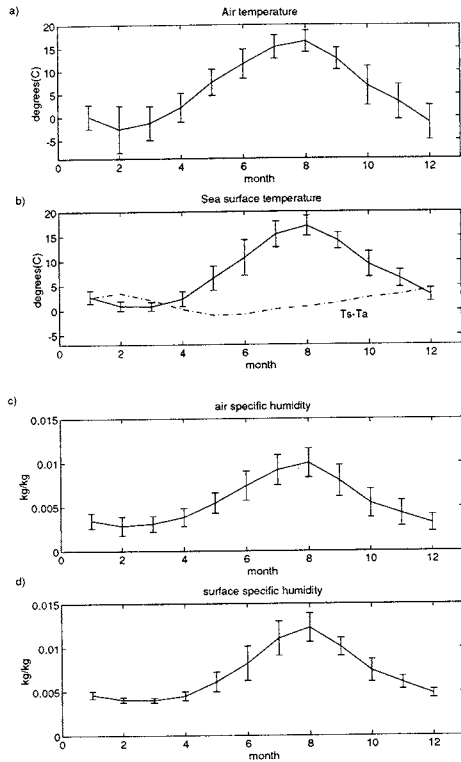 a)
Air temperature
degrees(C)
20
15
10
5
0
-5
0 2 4 6 8 10 12
month
b)
Sea surface temperature
degrees(C)
20
15
10
5
0
-5
Ts-Ta
0 2 4 6 8 10 12
month
c)
air specific humidity
kg/kg
0.015
0.010
0.005
0
0 2 4 6 8 10 12
month
d)
surface specific humidity
kg/kg
0.015
0.010
0.005
0
0 2 4 6 8 10 12
month